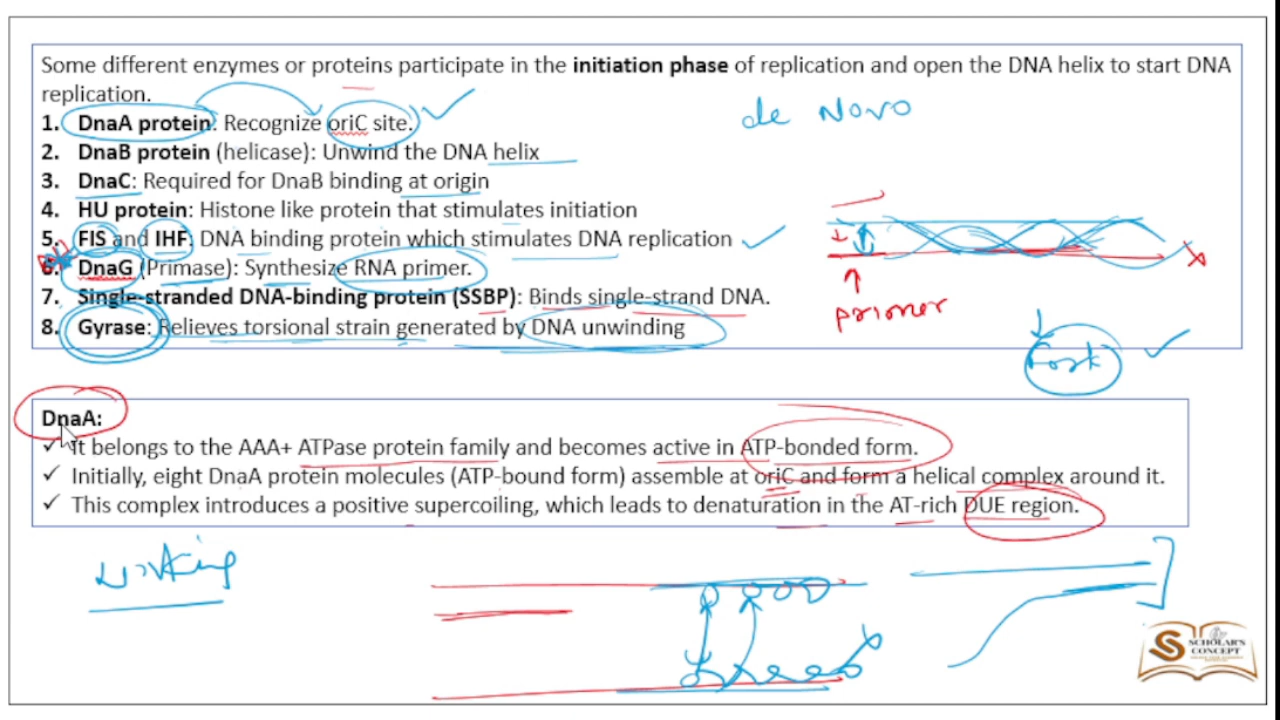 Some different enzymes or proteins participate in the initiation phase of replication and open the DNA helix to start DNA
replication.
de Novo
1. DnaA protein: Recognize oriC site.
2. DnaB protein (helicase): Unwind the DNA helix
3. DnaC: Required for DnaB binding at origin
4. HU protein: Histone like protein that stimulates initiation
5. FIS and IHF: DNA binding protein which stimulates DNA replication
6. DnaG (Primase): Synthesize RNA primer.
7. Single-stranded DNA-binding protein (SSBP): Binds single-strand DNA.
primer
8. Gyrase: Relieves torsional strain generated by DNA unwinding
Fork
DnaA:
✓ It belongs to the AAA+ ATPase protein family and becomes active in ATP-bonded form.
✓ Initially, eight DnaA protein molecules (ATP-bound form) assemble at oriC and form a helical complex around it.
✓ This complex introduces a positive supercoiling, which leads to denaturation in the AT-rich DUE region.
working
SCHOLAR'S
CONCEPT